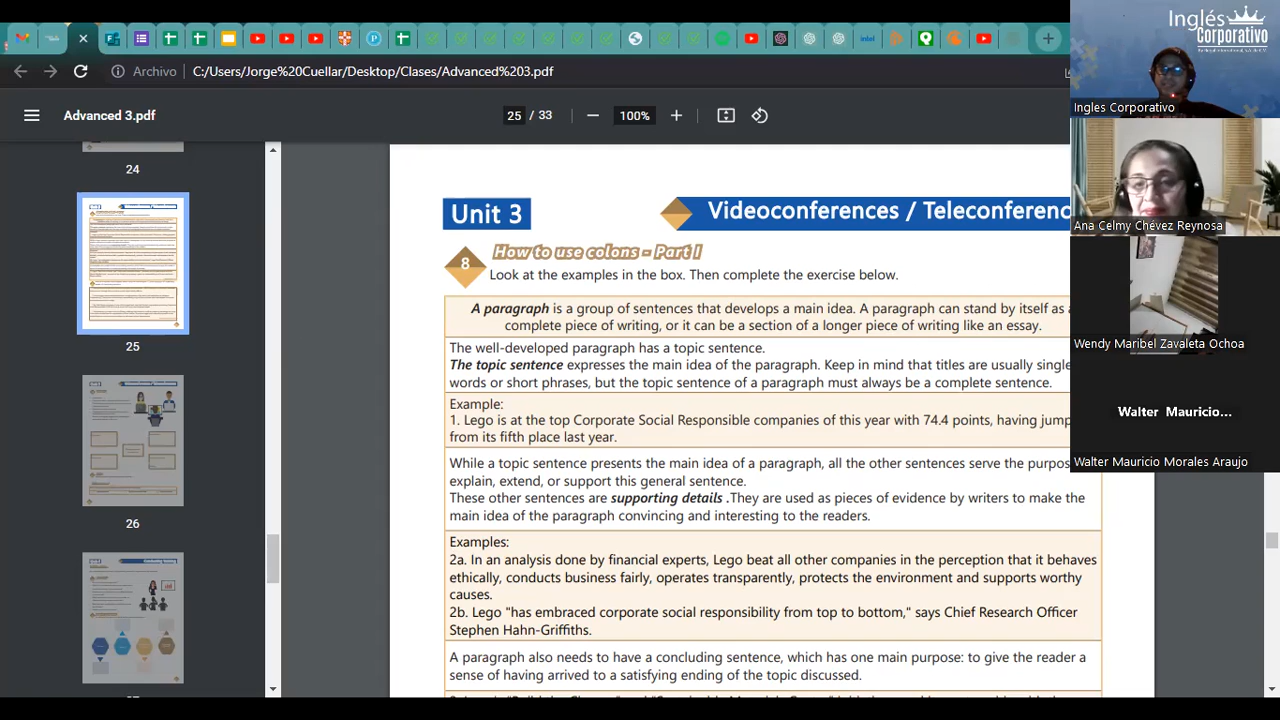 Archivo
C:/Users/Jorge%20Cuellar/Desktop/Clases/Advanced%203.pdf
Advanced 3.pdf
25 / 33
100%
24
25
26
Unit 3
Videoconferences / Teleconferenc
8
How to use colons - Part I
Look at the examples in the box. Then complete the exercise below.
A paragraph is a group of sentences that develops a main idea. A paragraph can stand by itself as a
complete piece of writing, or it can be a section of a longer piece of writing like an essay.
The well-developed paragraph has a topic sentence.
The topic sentence expresses the main idea of the paragraph. Keep in mind that titles are usually single
words or short phrases, but the topic sentence of a paragraph must always be a complete sentence.
Example:
1. Lego is at the top Corporate Social Responsible companies of this year with 74.4 points, having jump
from its fifth place last year.
While a topic sentence presents the main idea of a paragraph, all the other sentences serve the purpos
explain, extend, or support this general sentence.
These other sentences are supporting details .They are used as pieces of evidence by writers to make the
main idea of the paragraph convincing and interesting to the readers.
Examples:
2a. In an analysis done by financial experts, Lego beat all other companies in the perception that it behaves
ethically, conducts business fairly, operates transparently, protects the environment and supports worthy
causes.
2b. Lego "has embraced corporate social responsibility from top to bottom," says Chief Research Officer
Stephen Hahn-Griffiths.
A paragraph also needs to have a concluding sentence, which has one main purpose: to give the reader a
sense of having arrived to a satisfying ending of the topic discussed.
Inglés
Corporativo
Ingles Corporativo
Ana Celmy Chévez Reynosa
Wendy Maribel Zavaleta Ochoa
Walter Mauricio...
Walter Mauricio Morales Araujo